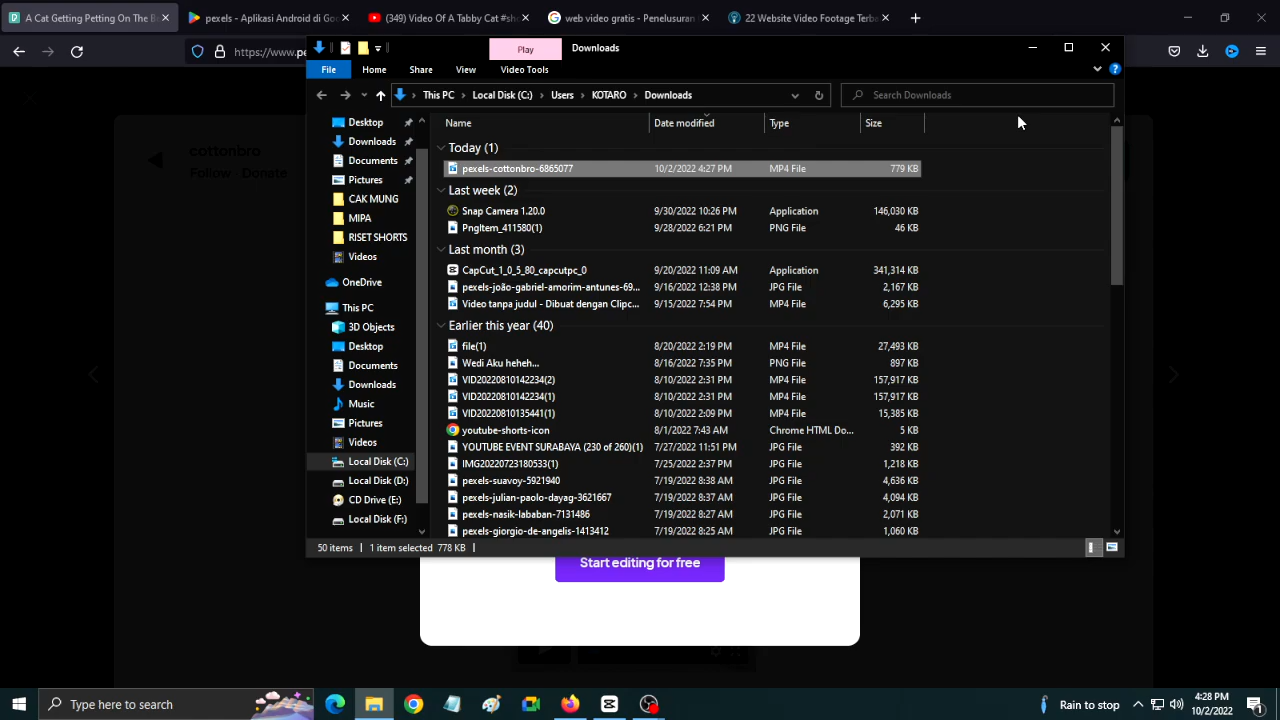 A Cat Getting Petting On The B
pexels - Aplikasi Android di Go
(349) Video Of A Tabby Cat #sh
web video gratis - Penelusuran
22 Website Video Footage Terbo
https://www.pe
Play
Downloads
File
Home
Share
View
Video Tools
This PC
Local Disk (C:)
Users
KOTARO
Downloads
Search Downloads
Desktop
Downloads
Documents
Pictures
CAK MUNG
MIPA
RISET SHORTS
Videos
OneDrive
This PC
3D Objects
Desktop
Documents
Downloads
Music
Pictures
Videos
Local Disk (C:)
Local Disk (D:)
CD Drive (E:)
Local Disk (F:)
Name Date modified Type Size
Today (1)
pexels-cottonbro-6865077 10/2/2022 4:27 PM MP4 File 779 KB
Last week (2)
Snap Camera 1.20.0 9/30/2022 10:26 PM Application 146,030 KB
PngItem_411580(1) 9/28/2022 6:21 PM PNG File 46 KB
Last month (3)
CapCut_1_0_5_80_capcutpc_0 9/20/2022 11:09 AM Application 341,314 KB
pexels-joão-gabriel-amorim-antunes-69... 9/16/2022 12:38 PM JPG File 2,167 KB
Video tanpa judul - Dibuat dengan Clipc... 9/15/2022 7:54 PM MP4 File 6,295 KB
Earlier this year (40)
file(1) 8/20/2022 2:19 PM MP4 File 27,493 KB
Wedi Aku heheh... 8/16/2022 7:35 PM PNG File 897 KB
VID20220810142234(2) 8/10/2022 2:31 PM MP4 File 157,917 KB
VID20220810142234(1) 8/10/2022 2:31 PM MP4 File 157,917 KB
VID20220810135441(1) 8/10/2022 2:09 PM MP4 File 15,385 KB
youtube-shorts-icon 8/1/2022 7:43 AM Chrome HTML Do... 5 KB
YOUTUBE EVENT SURABAYA (230 of 260)(1) 7/27/2022 11:51 PM JPG File 392 KB
IMG20220723180533(1) 7/25/2022 2:37 PM JPG File 1,218 KB
pexels-suavoy-5921940 7/19/2022 8:38 AM JPG File 4,636 KB
pexels-julian-paolo-dayag-3621667 7/19/2022 8:37 AM JPG File 4,094 KB
pexels-nasik-lababan-7131486 7/19/2022 8:27 AM JPG File 2,071 KB
pexels-giorgio-de-angelis-1413412 7/19/2022 8:25 AM JPG File 1,060 KB
50 items 1 item selected 778 KB
cottonbro
Follow Donate
Start editing for free
Type here to search
Rain to stop
4:28 PM
10/2/2022
1